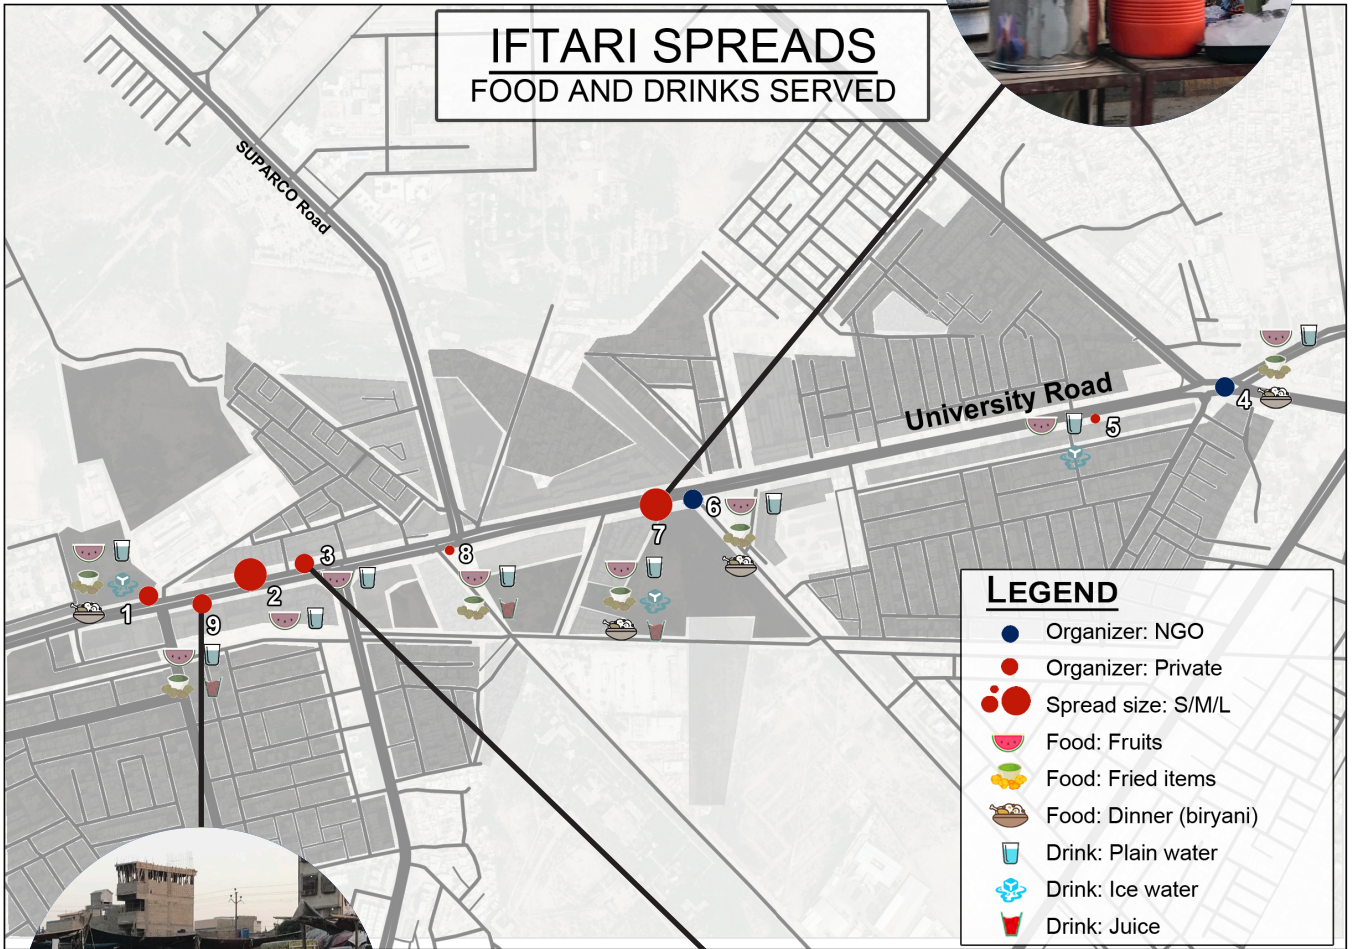 IFTARI SPREADS
FOOD AND DRINKS SERVED
SUPARCO Road
University Road
4
5
6
7
8
3
2
1
9
LEGEND
Organizer: NGO
Organizer: Private
Spread size: S/M/L
Food: Fruits
Food: Fried items
Food: Dinner (biryani)
Drink: Plain water
Drink: Ice water
Drink: Juice